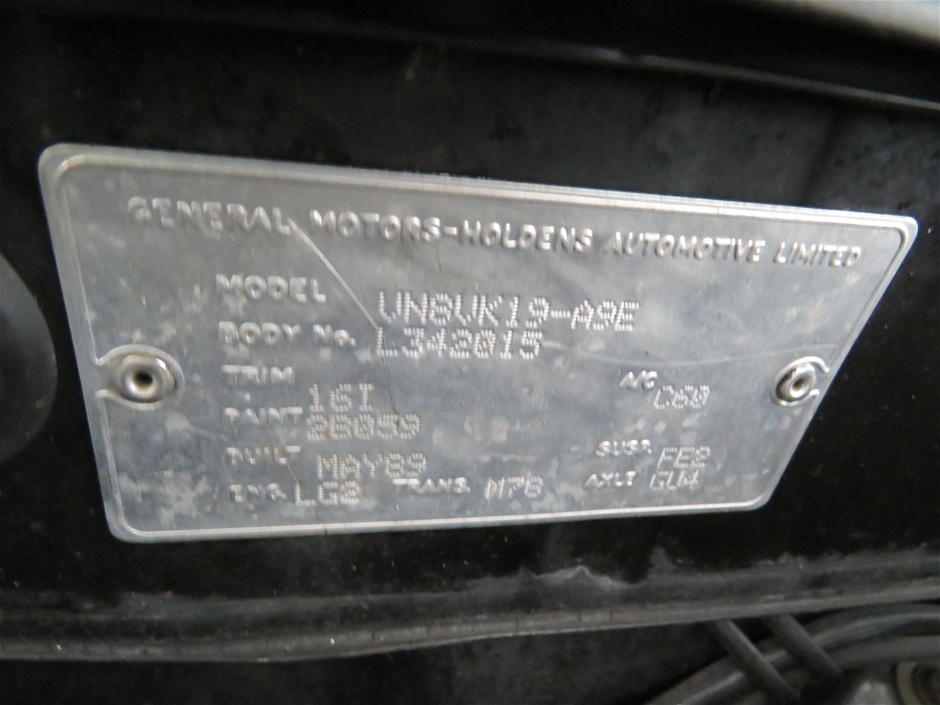 GENERAL MOTORS-HOLDENS AUTOMOTIVE LIMITED
MODEL VN8VK19-A9E
BODY No. L342015
TRIM 16I A/C C60
PAINT 2B059
BUILT MAY89 SUSP. FE2
ENG. LG2 TRANS. M78 AXLE GU4